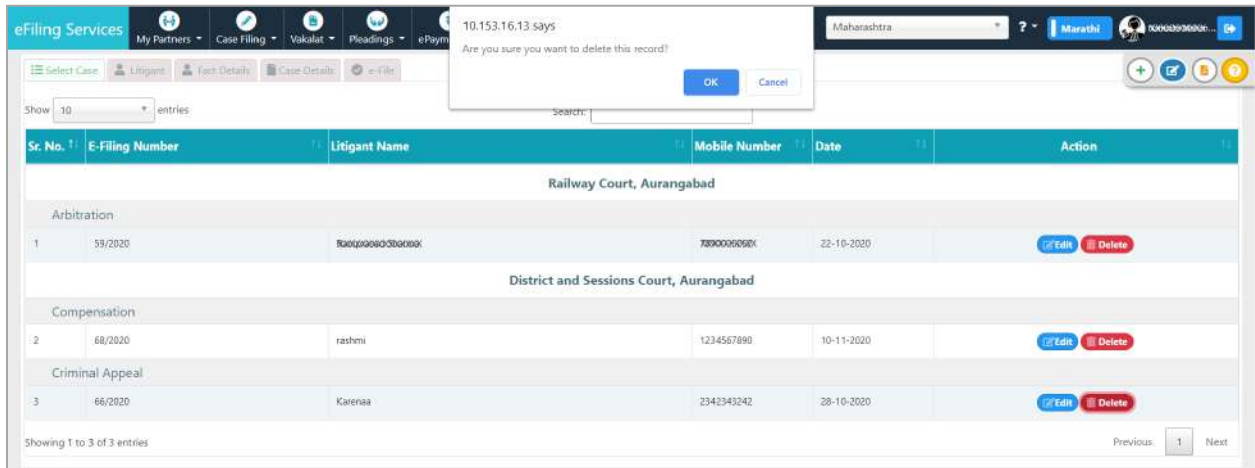 eFiling Services
My Partners
Case Filing
Vakalat
Pleadings
10.153.16.13 says
Are you sure you want to delete this record?
OK
Cancel
Maharashtra
?
Marathi
Select Case
Litigant
Fact Details
Case Details
e-File
Show 10 entries
Search:
Sr. No.
E-Filing Number
Litigant Name
Mobile Number
Date
Action
Railway Court, Aurangabad
Arbitration
1
59/2020
22-10-2020
Edit
Delete
District and Sessions Court, Aurangabad
Compensation
2
68/2020
rashmi
1234567890
10-11-2020
Edit
Delete
Criminal Appeal
3
66/2020
Karenaa
2342343242
28-10-2020
Edit
Delete
Showing 1 to 3 of 3 entries
Previous
1
Next